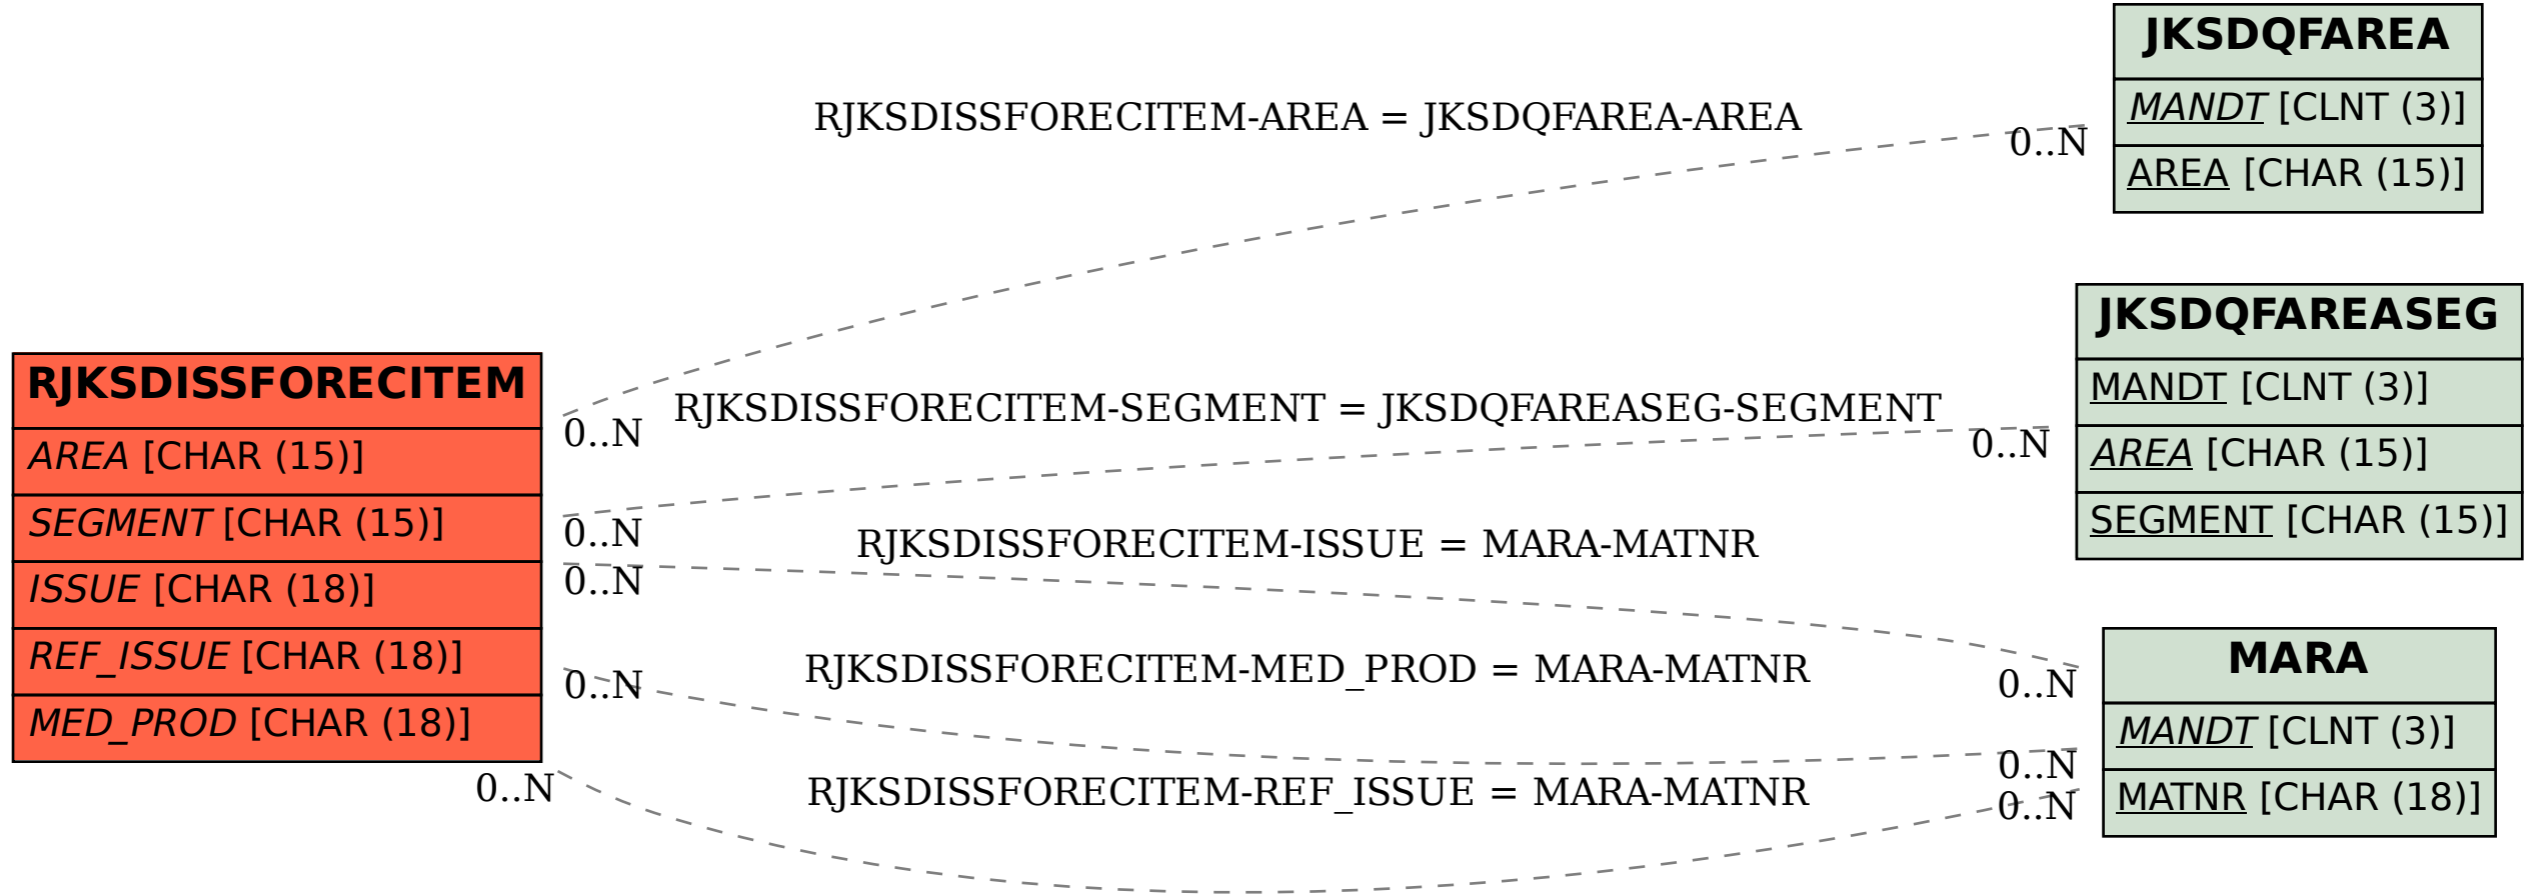 JKSDQFAREA
MANDT [CLNT (3)]
AREA [CHAR (15)]
RJKSDISSFORECITEM-AREA = JKSDQFAREA-AREA
0..N
JKSDQFAREASEG
MANDT [CLNT (3)]
AREA [CHAR (15)]
SEGMENT [CHAR (15)]
RJKSDISSFORECITEM
AREA [CHAR (15)]
SEGMENT [CHAR (15)]
ISSUE [CHAR (18)]
REF_ISSUE [CHAR (18)]
MED_PROD [CHAR (18)]
0..N
RJKSDISSFORECITEM-SEGMENT = JKSDQFAREASEG-SEGMENT
0..N
0..N
RJKSDISSFORECITEM-ISSUE = MARA-MATNR
0..N
0..N
RJKSDISSFORECITEM-MED_PROD = MARA-MATNR
0..N
0..N
RJKSDISSFORECITEM-REF_ISSUE = MARA-MATNR
0..N
0..N
MARA
MANDT [CLNT (3)]
MATNR [CHAR (18)]